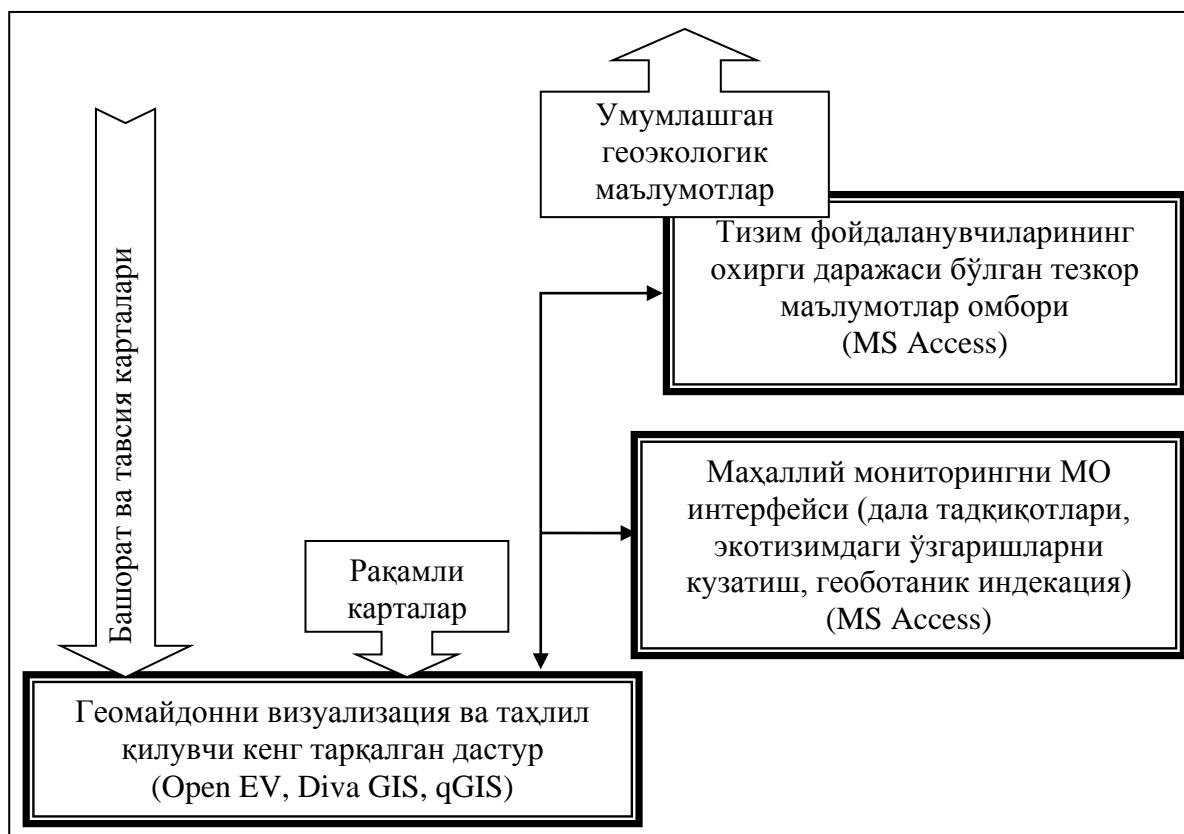 Умумлашган
геоэкологик
маълумотлар
Тизим фойдаланувчиларининг
охирги даражаси бўлган тезкор
маълумотлар омбори
(MS Access)
Башорат ва тавсия карталари
Маҳаллий мониторингни МО
интерфейси (дала тадқиқотлари,
экотизимдаги ўзгаришларни
кузатиш, геоботаник индекация)
(MS Access)
Рақамли
карталар
Геомайдонни визуализация ва таҳлил
қилувчи кенг тарқалган дастур
(Open EV, Diva GIS, qGIS)